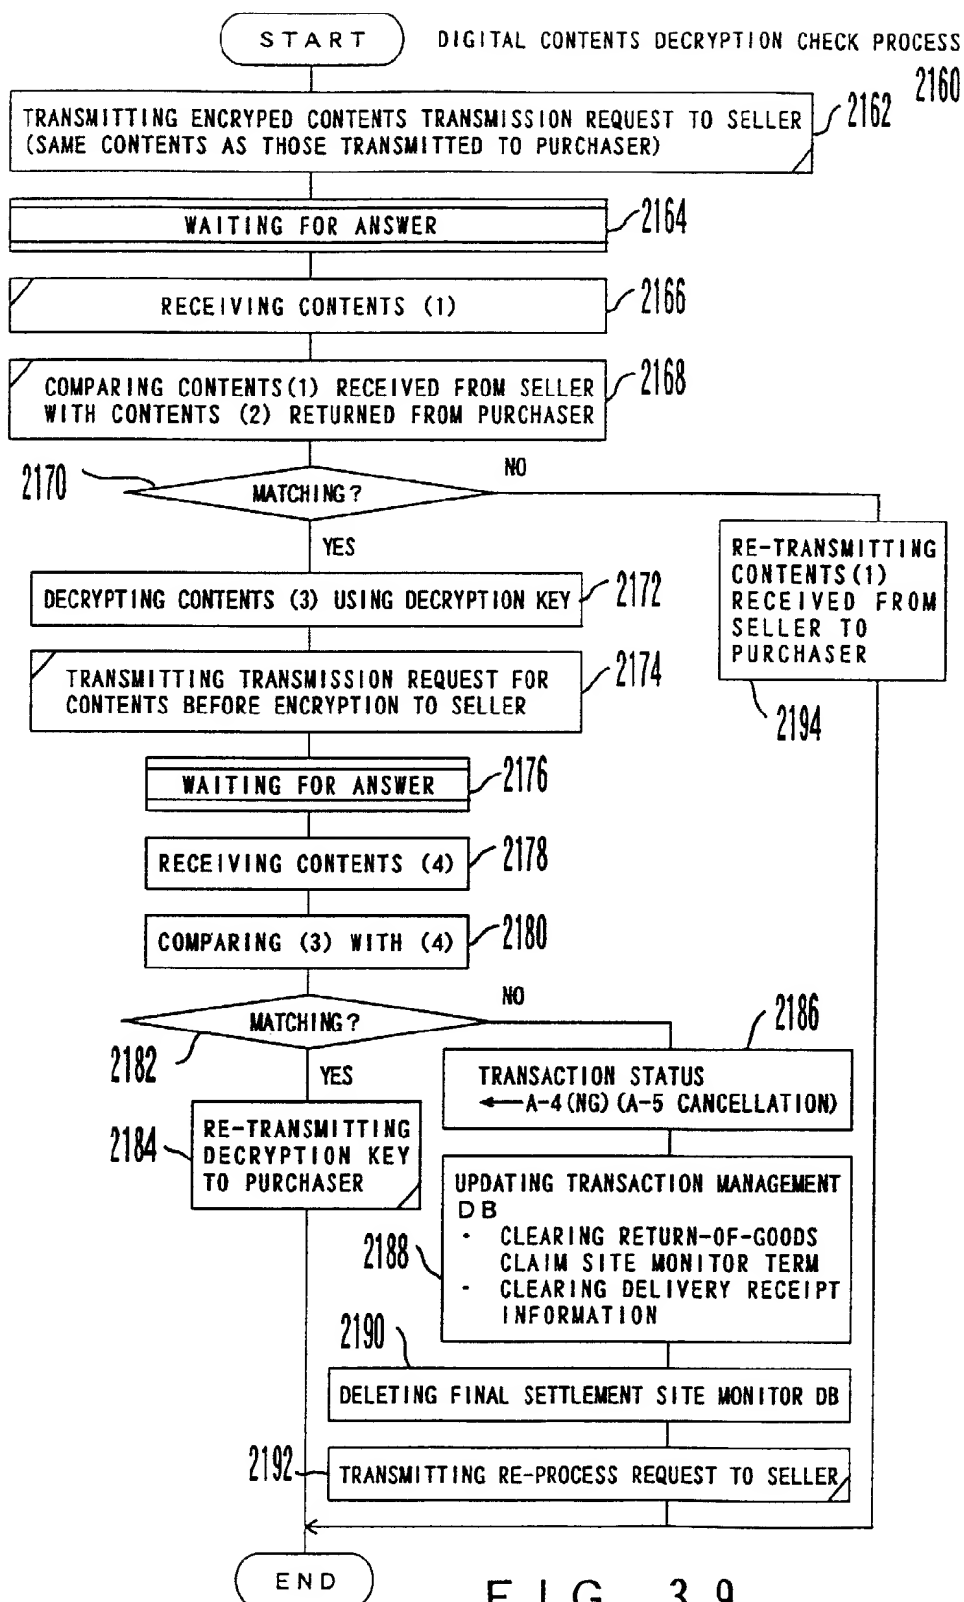 START
DIGITAL CONTENTS DECRYPTION CHECK PROCESS
2160
TRANSMITTING ENCRYPED CONTENTS TRANSMISSION REQUEST TO SELLER
(SAME CONTENTS AS THOSE TRANSMITTED TO PURCHASER)
2162
WAITING FOR ANSWER
2164
RECEIVING CONTENTS (1)
2166
COMPARING CONTENTS(1) RECEIVED FROM SELLER
WITH CONTENTS (2) RETURNED FROM PURCHASER
2168
2170
MATCHING?
NO
YES
RE-TRANSMITTING
CONTENTS(1)
RECEIVED FROM
SELLER TO
PURCHASER
2194
DECRYPTING CONTENTS (3) USING DECRYPTION KEY
2172
TRANSMITTING TRANSMISSION REQUEST FOR
CONTENTS BEFORE ENCRYPTION TO SELLER
2174
WAITING FOR ANSWER
2176
RECEIVING CONTENTS (4)
2178
COMPARING (3) WITH (4)
2180
MATCHING?
NO
2182
YES
2186
TRANSACTION STATUS
←A-4(NG)(A-5 CANCELLATION)
2184
RE-TRANSMITTING
DECRYPTION KEY
TO PURCHASER
UPDATING TRANSACTION MANAGEMENT
DB
- CLEARING RETURN-OF-GOODS
CLAIM SITE MONITOR TERM
- CLEARING DELIVERY RECEIPT
INFORMATION
2188
2190
DELETING FINAL SETTLEMENT SITE MONITOR DB
2192
TRANSMITTING RE-PROCESS REQUEST TO SELLER
END
FIG. 39